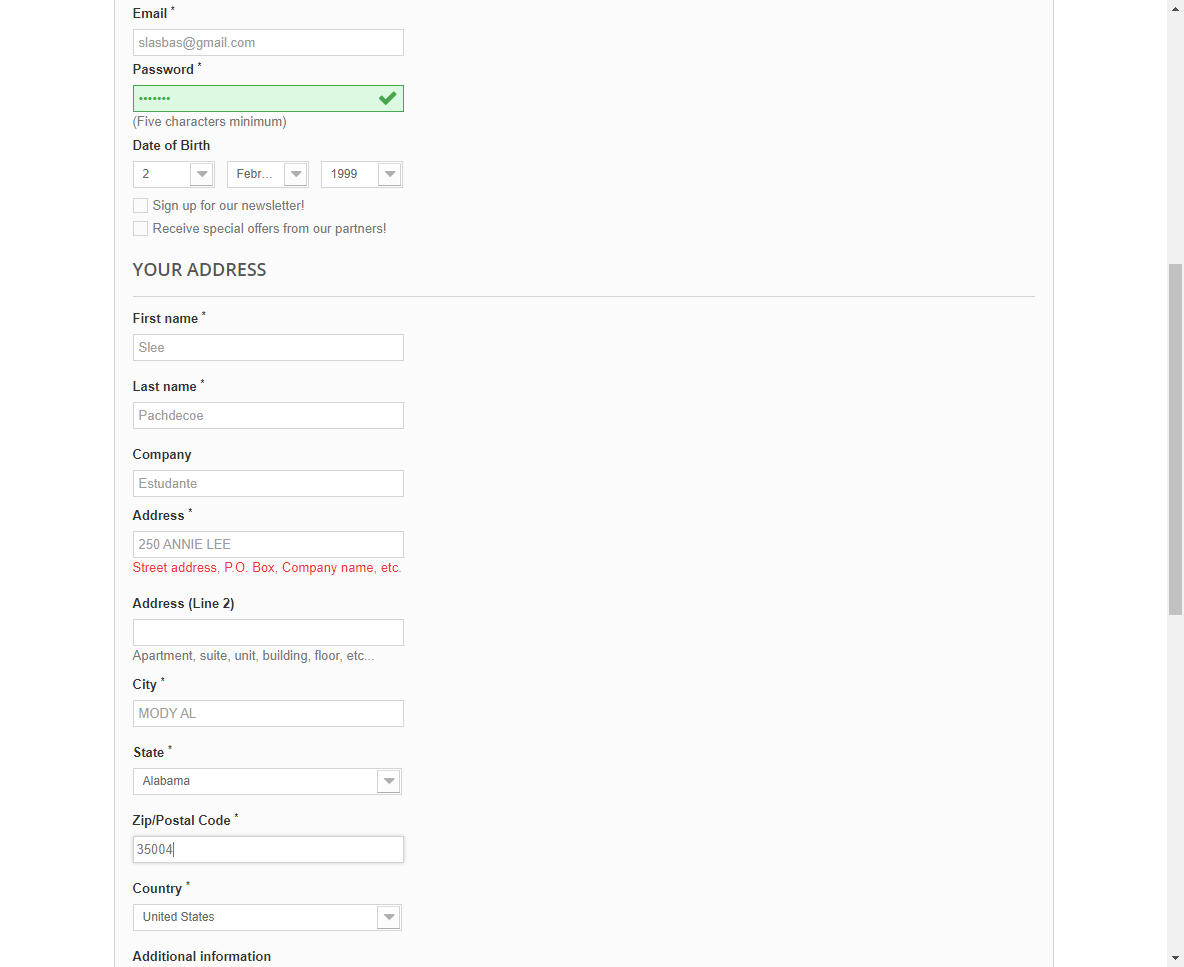 Email *
slasbas@gmail.com
Password *
•••••••
(Five characters minimum)
Date of Birth
2 Febr... 1999
Sign up for our newsletter!
Receive special offers from our partners!
YOUR ADDRESS
First name *
Slee
Last name *
Pachdecoe
Company
Estudante
Address *
250 ANNIE LEE
Street address, P.O. Box, Company name, etc.
Address (Line 2)
Apartment, suite, unit, building, floor, etc...
City *
MODY AL
State *
Alabama
Zip/Postal Code *
35004
Country *
United States
Additional information